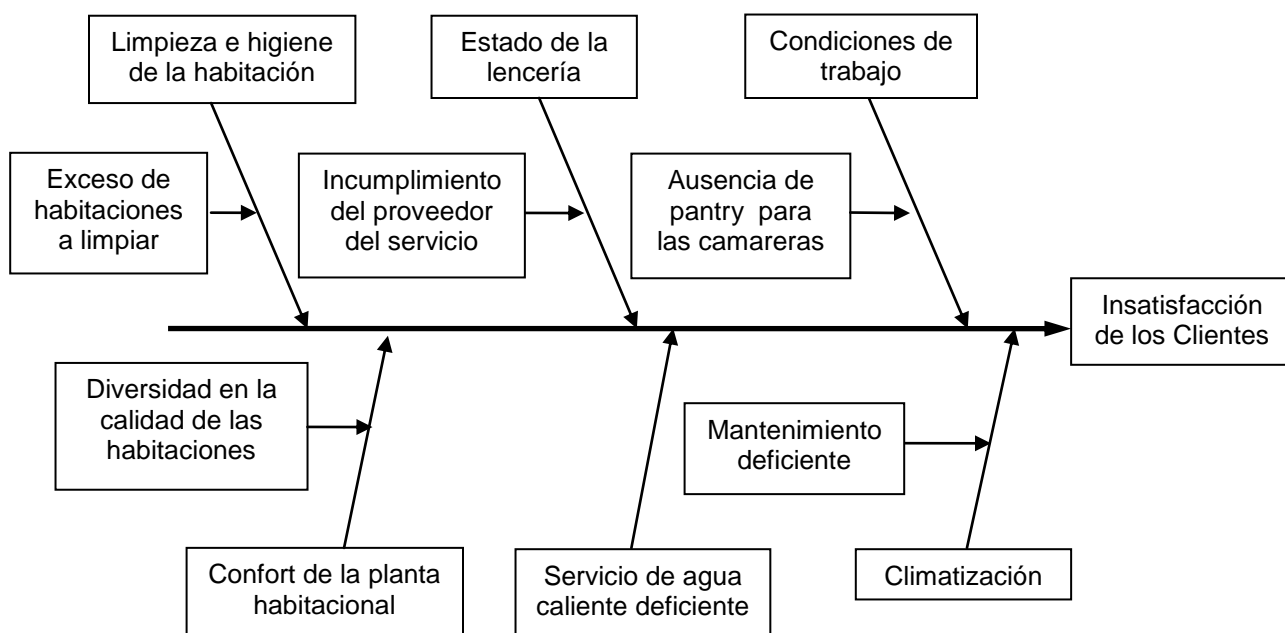 Limpieza e higiene
de la habitación
Estado de la
lencería
Condiciones de
trabajo
Exceso de
habitaciones
a limpiar
Incumplimiento
del proveedor
del servicio
Ausencia de
pantry para
las camareras
Insatisfacción
de los Clientes
Diversidad en la
calidad de las
habitaciones
Mantenimiento
deficiente
Confort de la planta
habitacional
Servicio de agua
caliente deficiente
Climatización